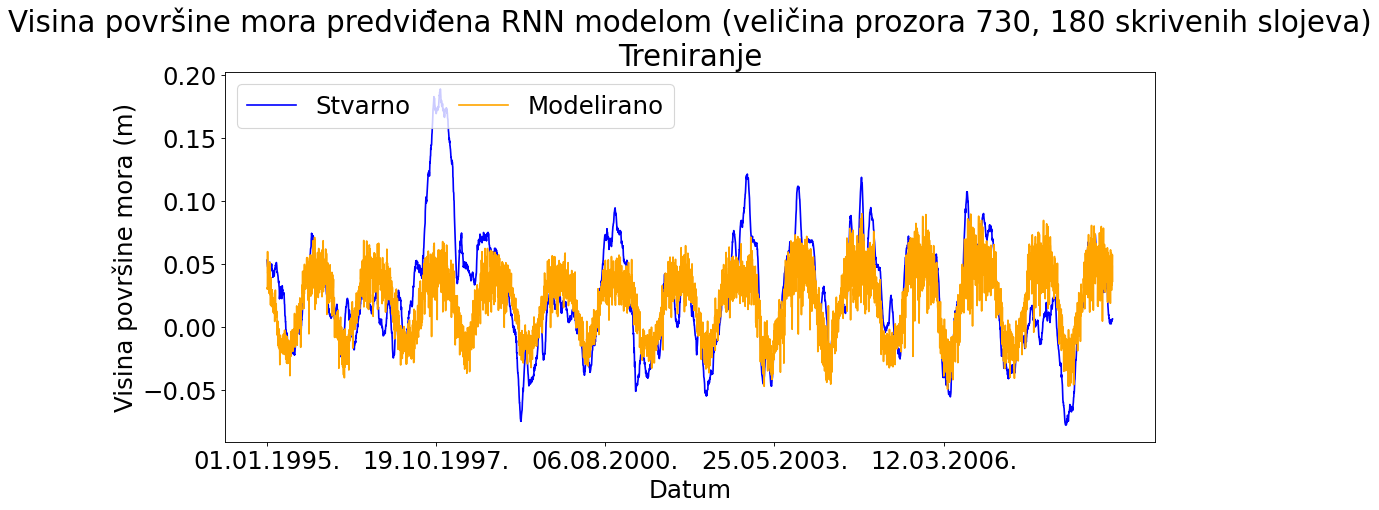 Visina površine mora predviđena RNN modelom (veličina prozora 730, 180 skrivenih slojeva)
Treniranje
Stvarno
Modelirano
Visina površine mora (m)
0.20
0.15
0.10
0.05
0.00
−0.05
01.01.1995.
19.10.1997.
06.08.2000.
25.05.2003.
12.03.2006.
Datum